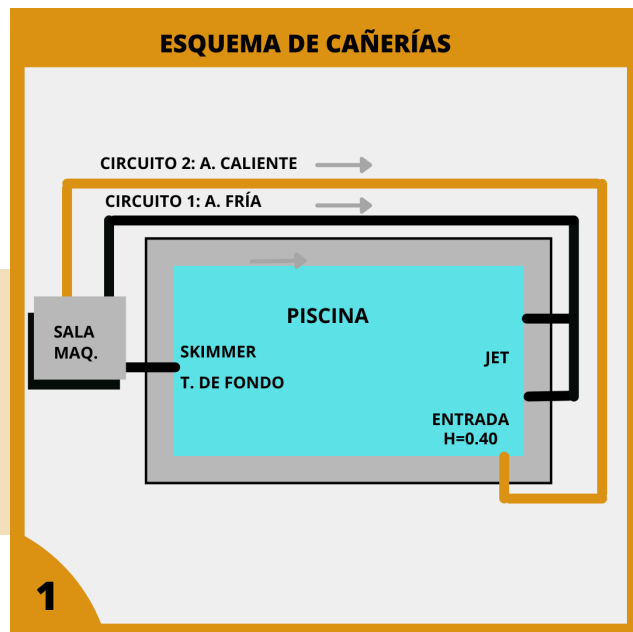 ESQUEMA DE CAÑERÍAS
CIRCUITO 2: A. CALIENTE
CIRCUITO 1: A. FRÍA
PISCINA
SALA
MAQ.
SKIMMER
T. DE FONDO
JET
ENTRADA
H=0.40
1